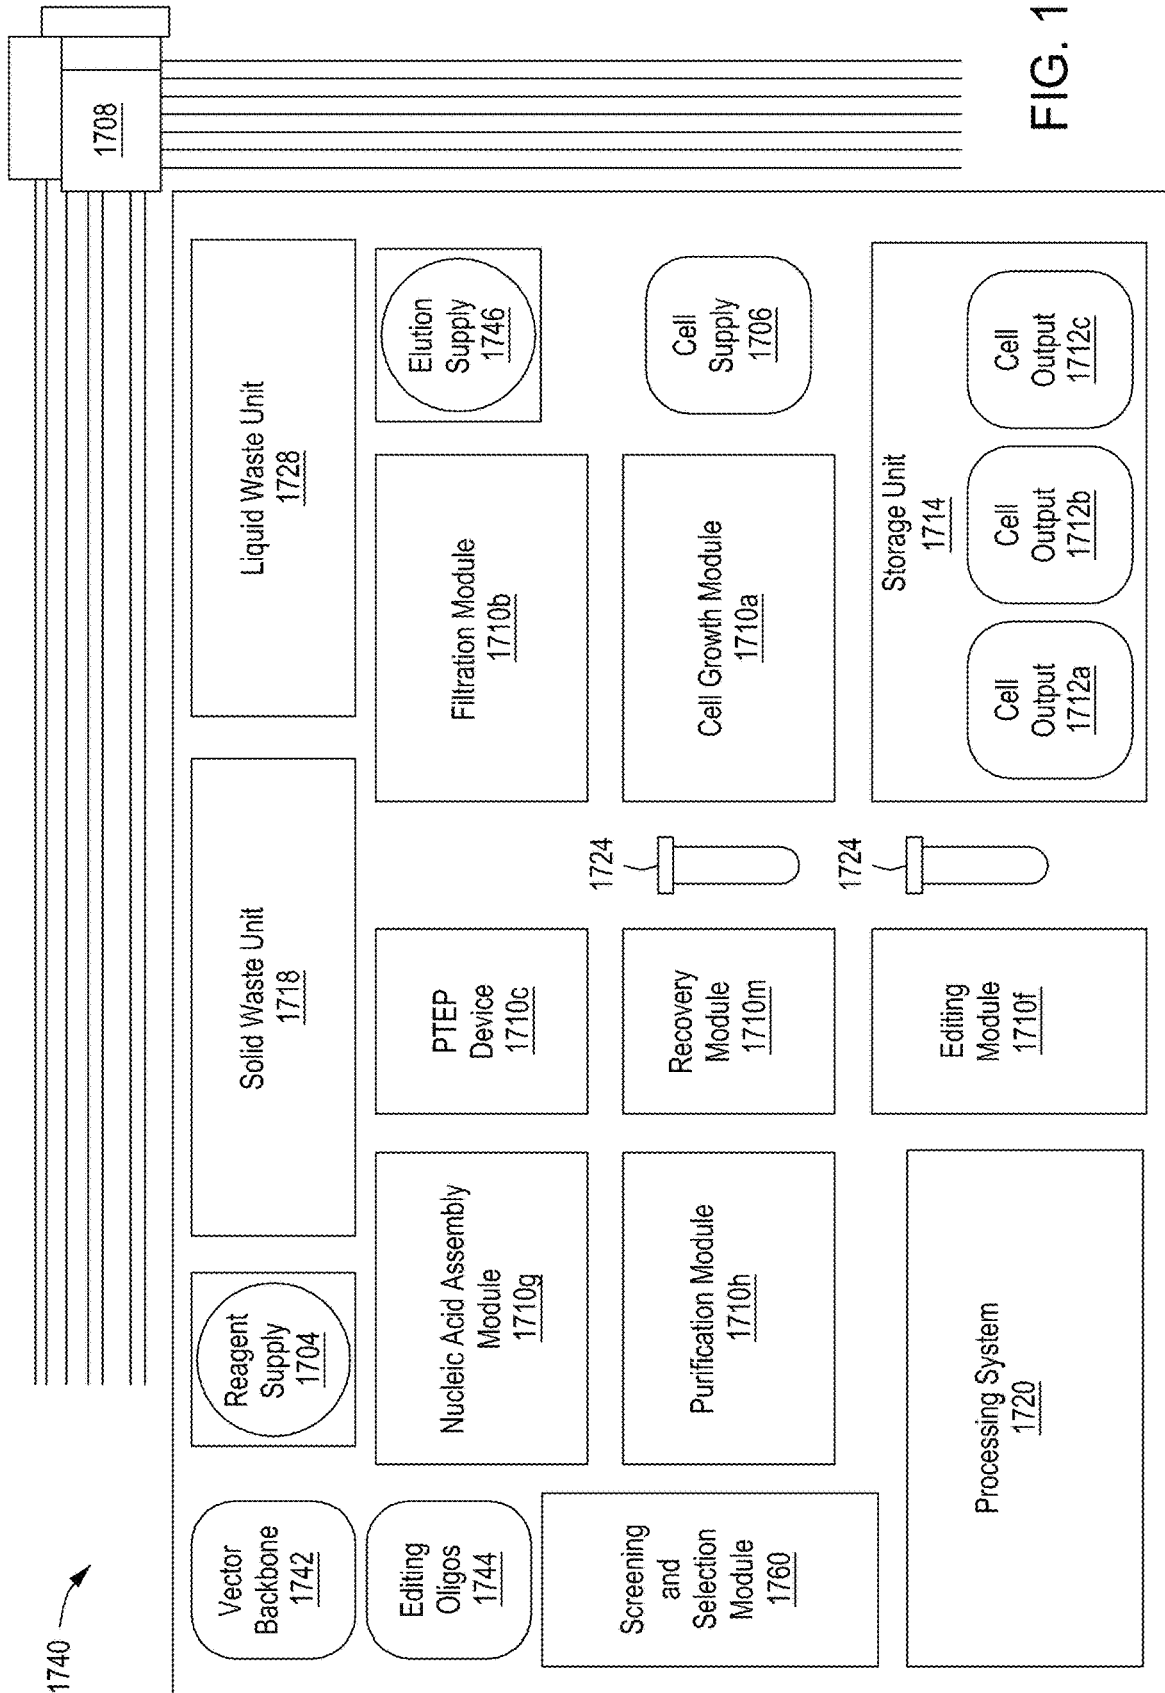 1740
1708
Vector
Backbone
1742
Reagent
Supply
1704
Solid Waste Unit
1718
Liquid Waste Unit
1728
Editing
Oligos
1744
Nucleic Acid Assembly
Module
1710g
PTEP
Device
1710c
Filtration Module
1710b
Elution
Supply
1746
Screening
and
Selection
Module
1760
Purification Module
1710h
Recovery
Module
1710m
1724
Cell Growth Module
1710a
Cell
Supply
1706
Processing System
1720
Editing
Module
1710f
1724
Storage Unit
1714
Cell
Output
1712a
Cell
Output
1712b
Cell
Output
1712c
FIG. 1